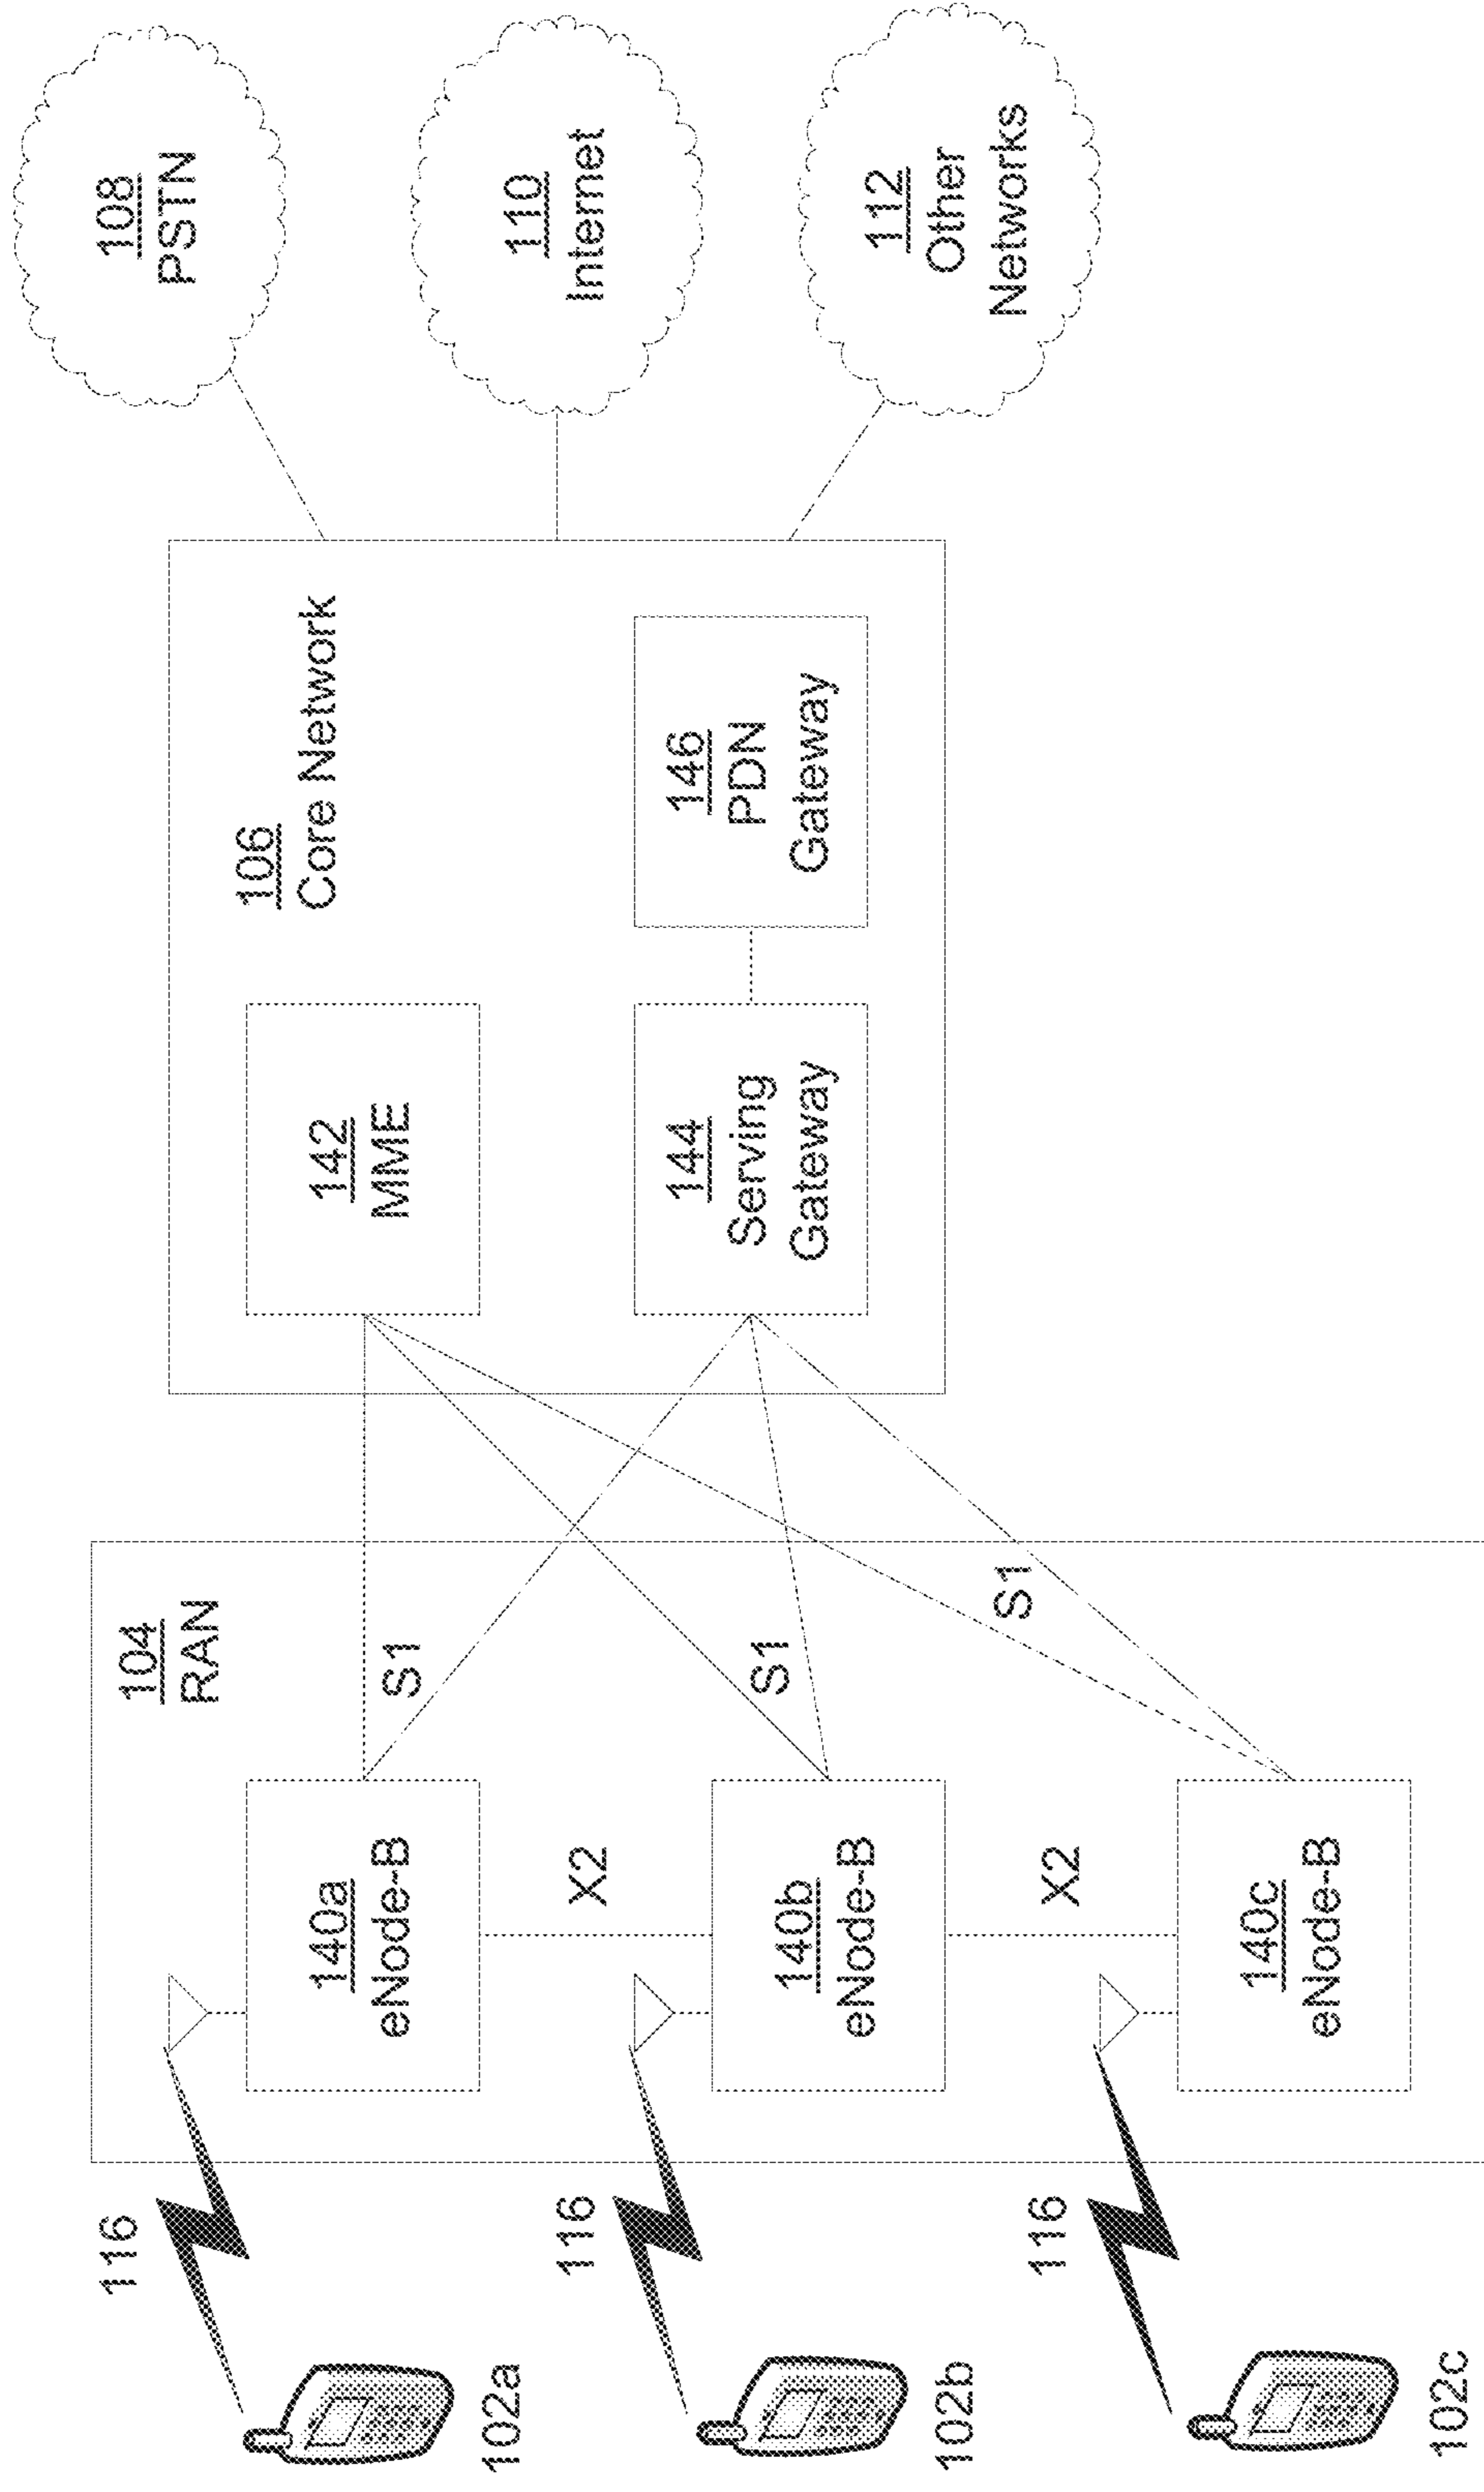 116
102a
116
102b
116
102c
104
RAN
140a
eNode-B
X2
140b
eNode-B
X2
140c
eNode-B
S1
S1
S1
106
Core Network
142
MME
144
Serving
Gateway
146
PDN
Gateway
108
PSTN
110
Internet
112
Other
Networks